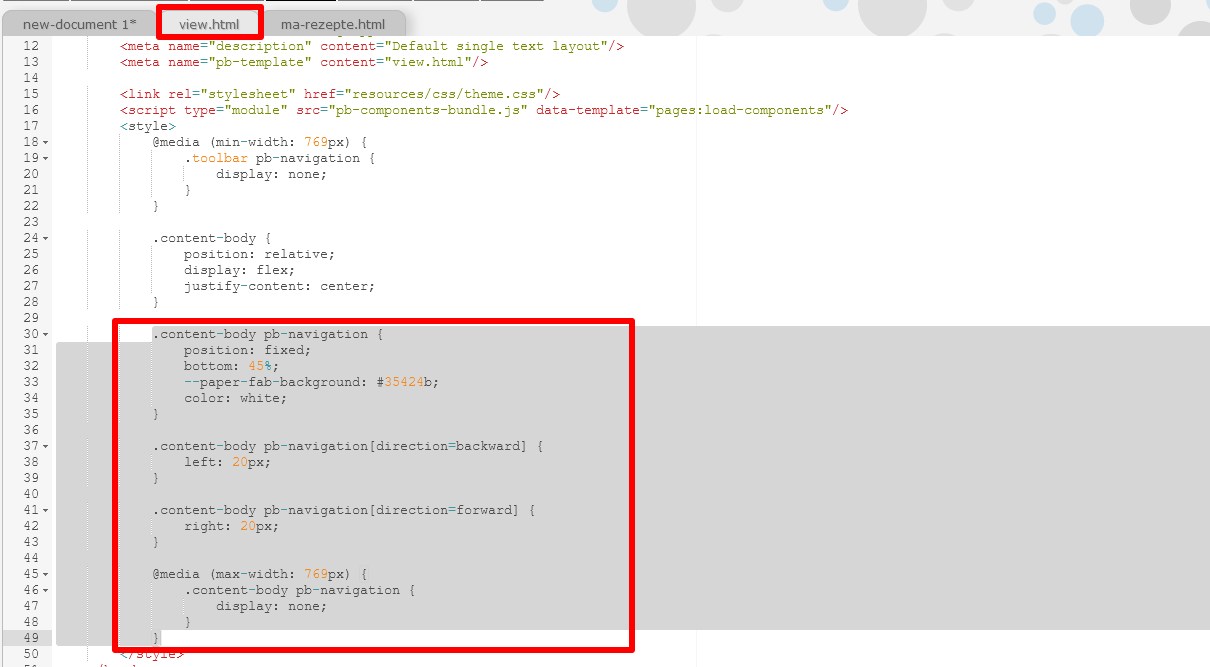 new-document 1* view.html ma-rezepte.html
12 <meta name="description" content="Default single text layout"/>
13 <meta name="pb-template" content="view.html"/>
14
15 <link rel="stylesheet" href="resources/css/theme.css"/>
16 <script type="module" src="pb-components-bundle.js" data-template="pages:load-components"/>
17 <style>
18 @media (min-width: 769px) {
19 .toolbar pb-navigation {
20 display: none;
21 }
22 }
23
24 .content-body {
25 position: relative;
26 display: flex;
27 justify-content: center;
28 }
29
30 .content-body pb-navigation {
31 position: fixed;
32 bottom: 45%;
33 --paper-fab-background: #35424b;
34 color: white;
35 }
36
37 .content-body pb-navigation[direction=backward] {
38 left: 20px;
39 }
40
41 .content-body pb-navigation[direction=forward] {
42 right: 20px;
43 }
44
45 @media (max-width: 769px) {
46 .content-body pb-navigation {
47 display: none;
48 }
49 }
50 </style>